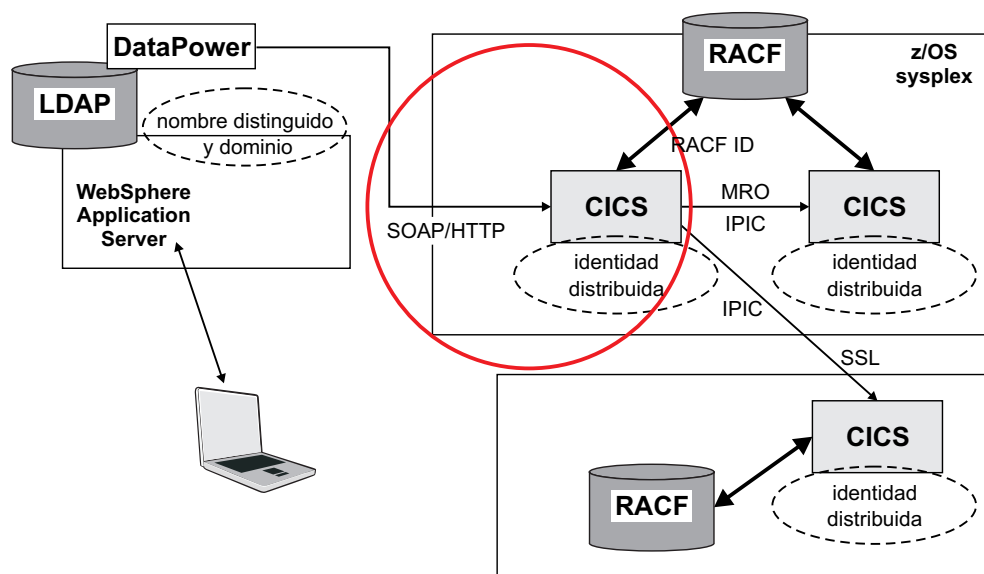 DataPower
LDAP
nombre distinguido
y dominio
WebSphere
Application
Server
SOAP/HTTP
RACF
z/OS
sysplex
RACF ID
CICS
MRO
IPIC
CICS
identidad
distribuida
identidad
distribuida
IPIC
SSL
CICS
RACF
identidad
distribuida